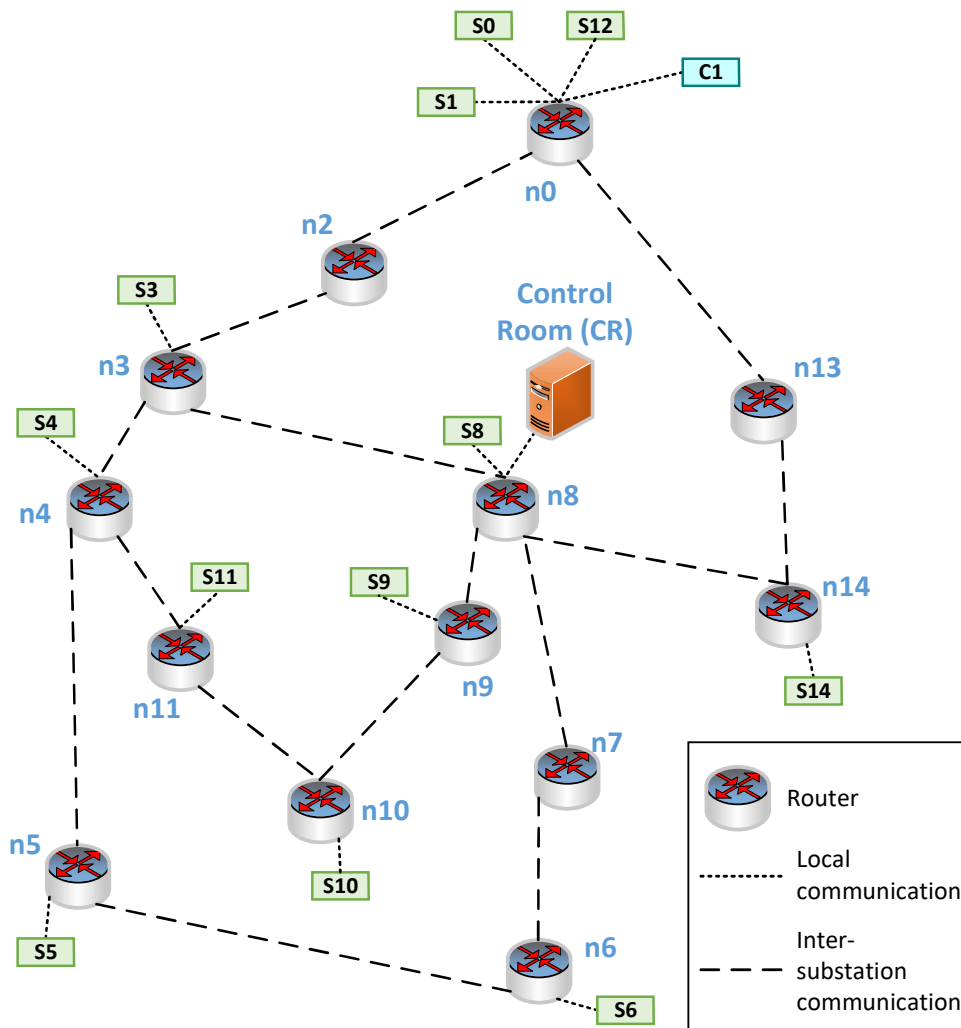 S0
S12
C1
S1
n0
n2
S3
Control
Room (CR)
n3
n13
S4
S8
n4
n8
S11
S9
n14
n9
S14
n11
n7
n10
Router
n5
S10
Local
communication
S5
n6
Inter-
substation
communication
S6